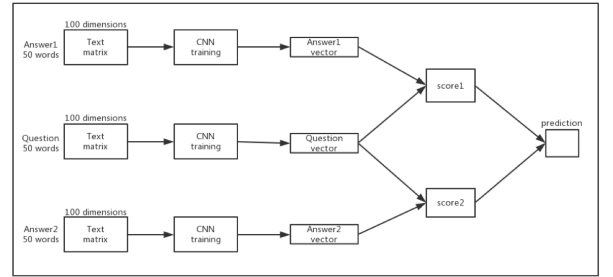 100 dimensions
Answer1
50 words
Text
matrix
CNN
training
Answer1
vector
score1
100 dimensions
Question
50 words
Text
matrix
CNN
training
Question
vector
prediction
100 dimensions
Answer2
50 words
Text
matrix
CNN
training
Answer2
vector
score2